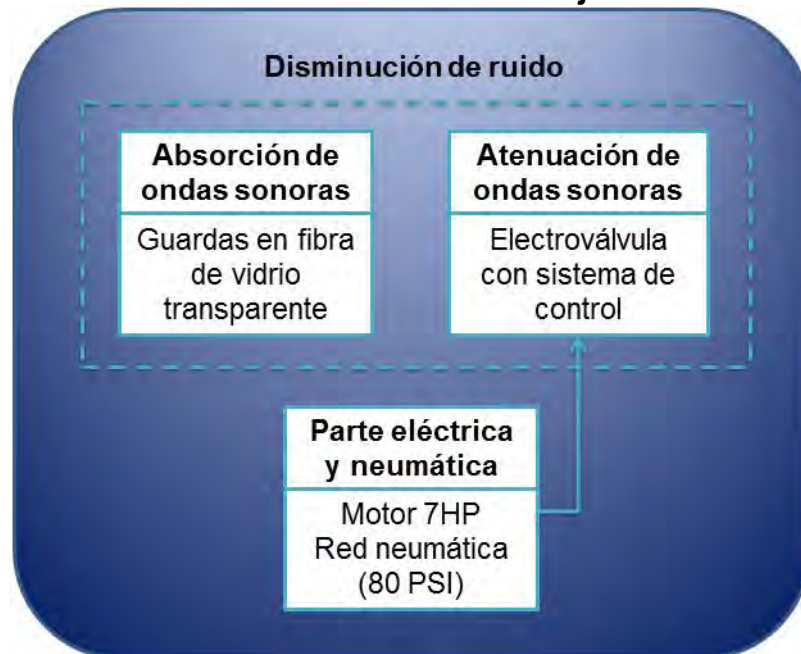 Disminución de ruido
Absorción de
ondas sonoras
Guardas en fibra
de vidrio
transparente
Atenuación de
ondas sonoras
Electroválvula
con sistema de
control
Parte eléctrica
y neumática
Motor 7HP
Red neumática
(80 PSI)